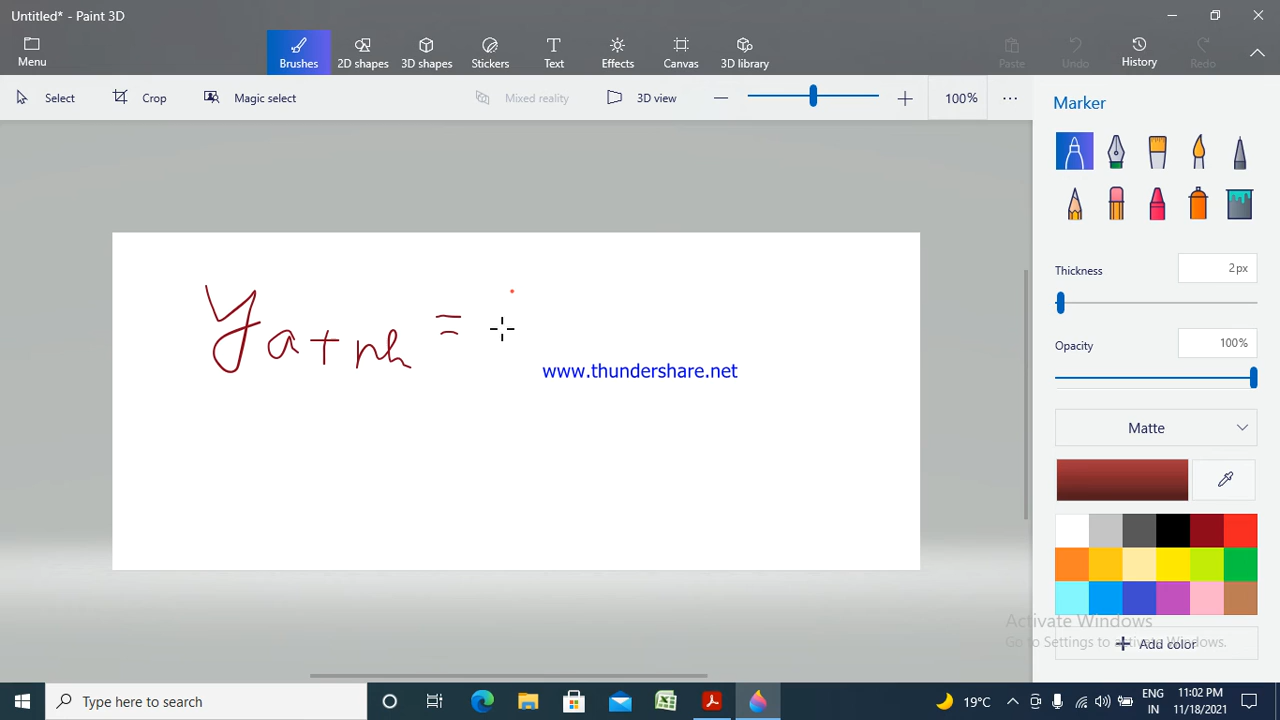 Untitled* - Paint 3D
Menu
Brushes
2D shapes
3D shapes
Stickers
Text
Effects
Canvas
3D library
Paste
Undo
History
Redo
Select
Crop
Magic select
Mixed reality
3D view
100%
Marker
Thickness
2px
Opacity
100%
Matte
Add color
y a+nh =
www.thundershare.net
Activate Windows
Go to Settings to activate Windows.
Type here to search
19°C
ENG
IN
11:02 PM
11/18/2021